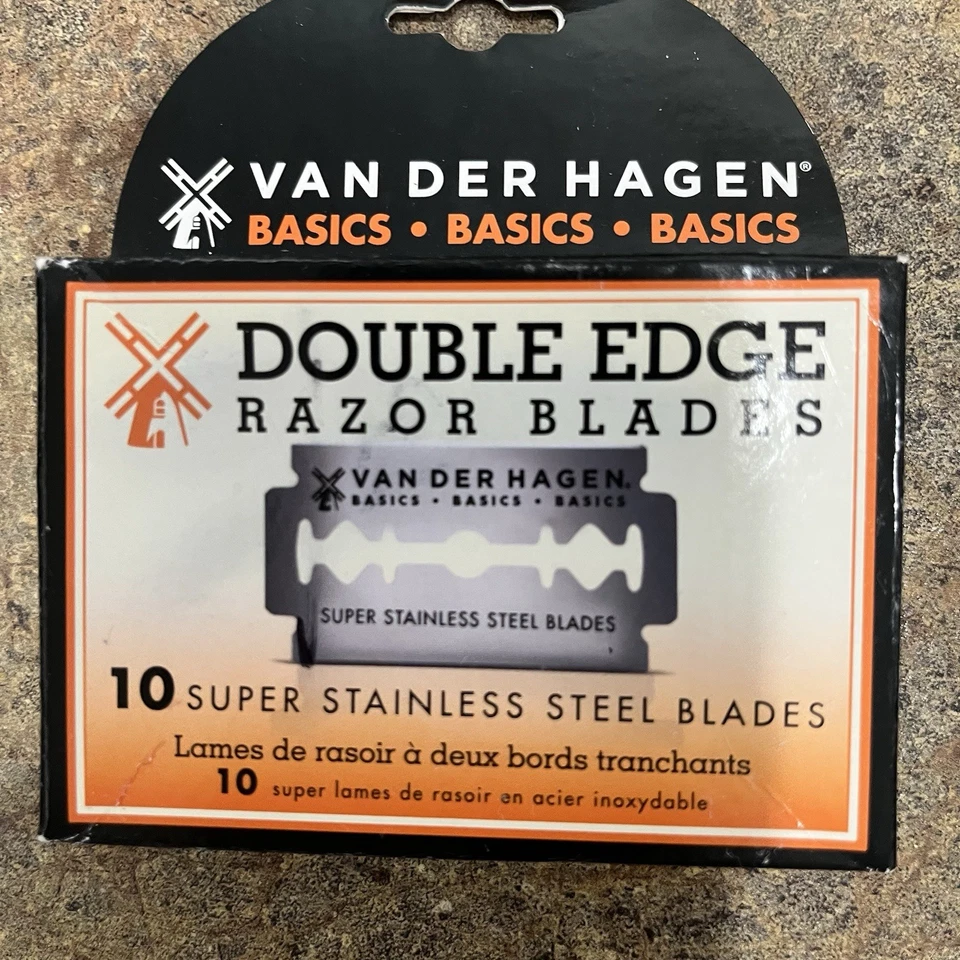 VAN DER HAGEN®
BASICS • BASICS • BASICS
DOUBLE EDGE
RAZOR BLADES
VAN DER HAGEN®
BASICS • BASICS • BASICS
SUPER STAINLESS STEEL BLADES
10 SUPER STAINLESS STEEL BLADES
Lames de rasoir à deux bords tranchants
10 super lames de rasoir en acier inoxydable